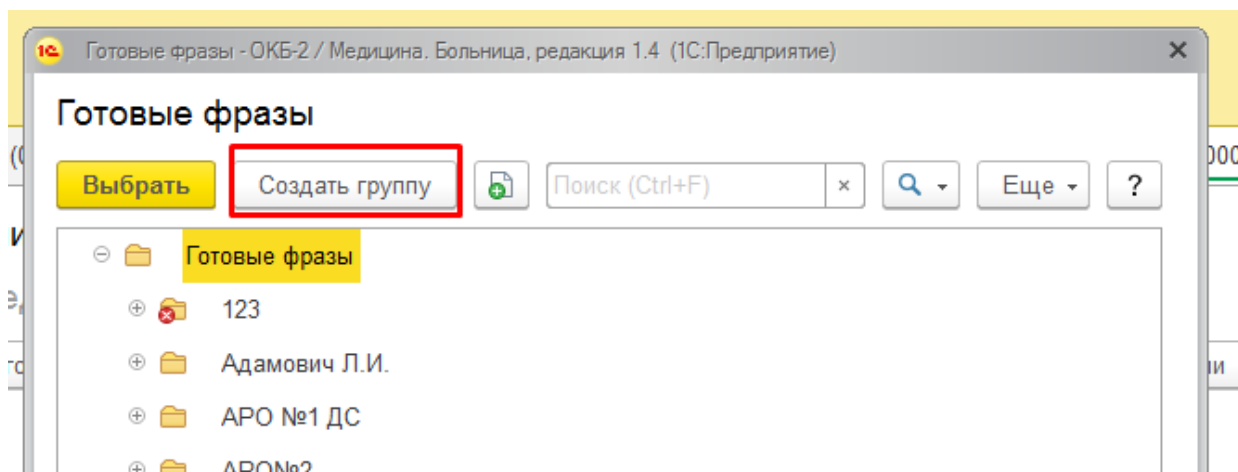 1С Готовые фразы - ОКБ-2 / Медицина. Больница, редакция 1.4 (1С:Предприятие)
Готовые фразы
Выбрать Создать группу Поиск (Ctrl+F) × Еще ?
Готовые фразы
123
Адамович Л.И.
АРО №1 ДС
АРО№2